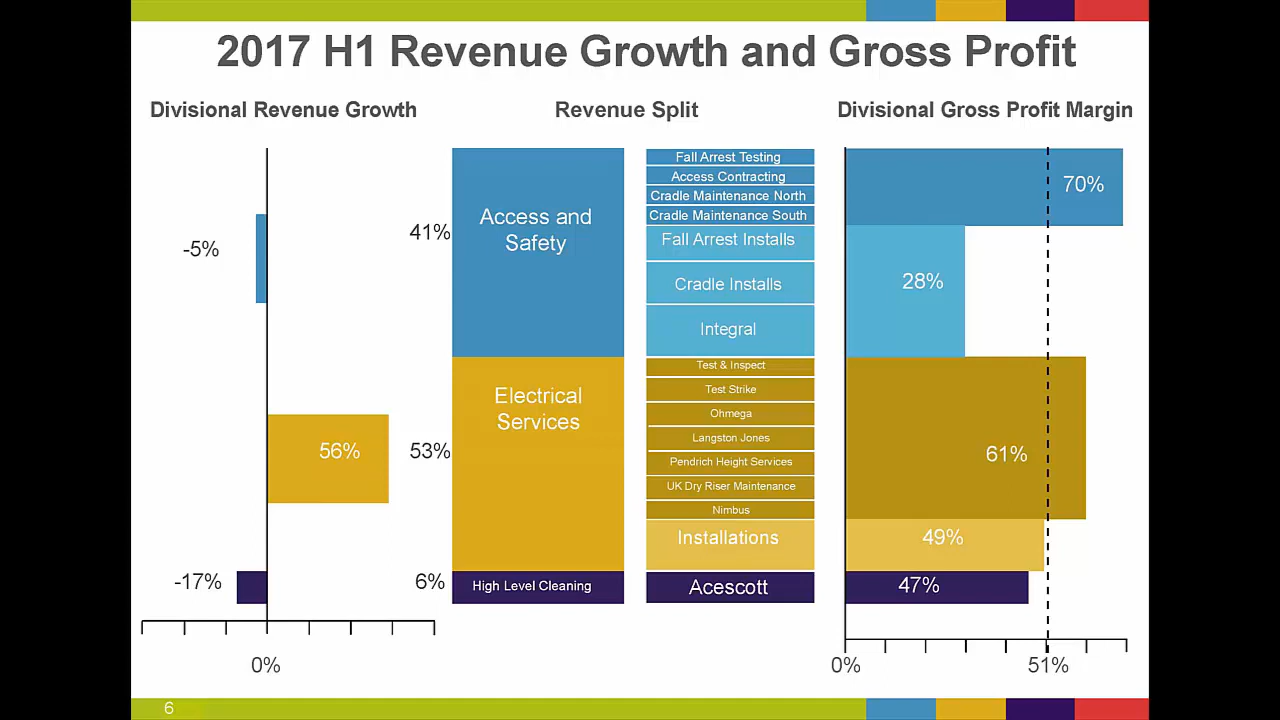 2017 H1 Revenue Growth and Gross Profit
Divisional Revenue Growth
Revenue Split
Divisional Gross Profit Margin
-5%
56%
-17%
0%
41%
53%
6%
Access and
Safety
Electrical
Services
High Level Cleaning
Fall Arrest Testing
Access Contracting
Cradle Maintenance North
Cradle Maintenance South
Fall Arrest Installs
Cradle Installs
Integral
Test & Inspect
Test Strike
Ohmega
Langston Jones
Pendrich Height Services
UK Dry Riser Maintenance
Nimbus
Installations
Acescott
70%
28%
61%
49%
47%
0%
51%
6